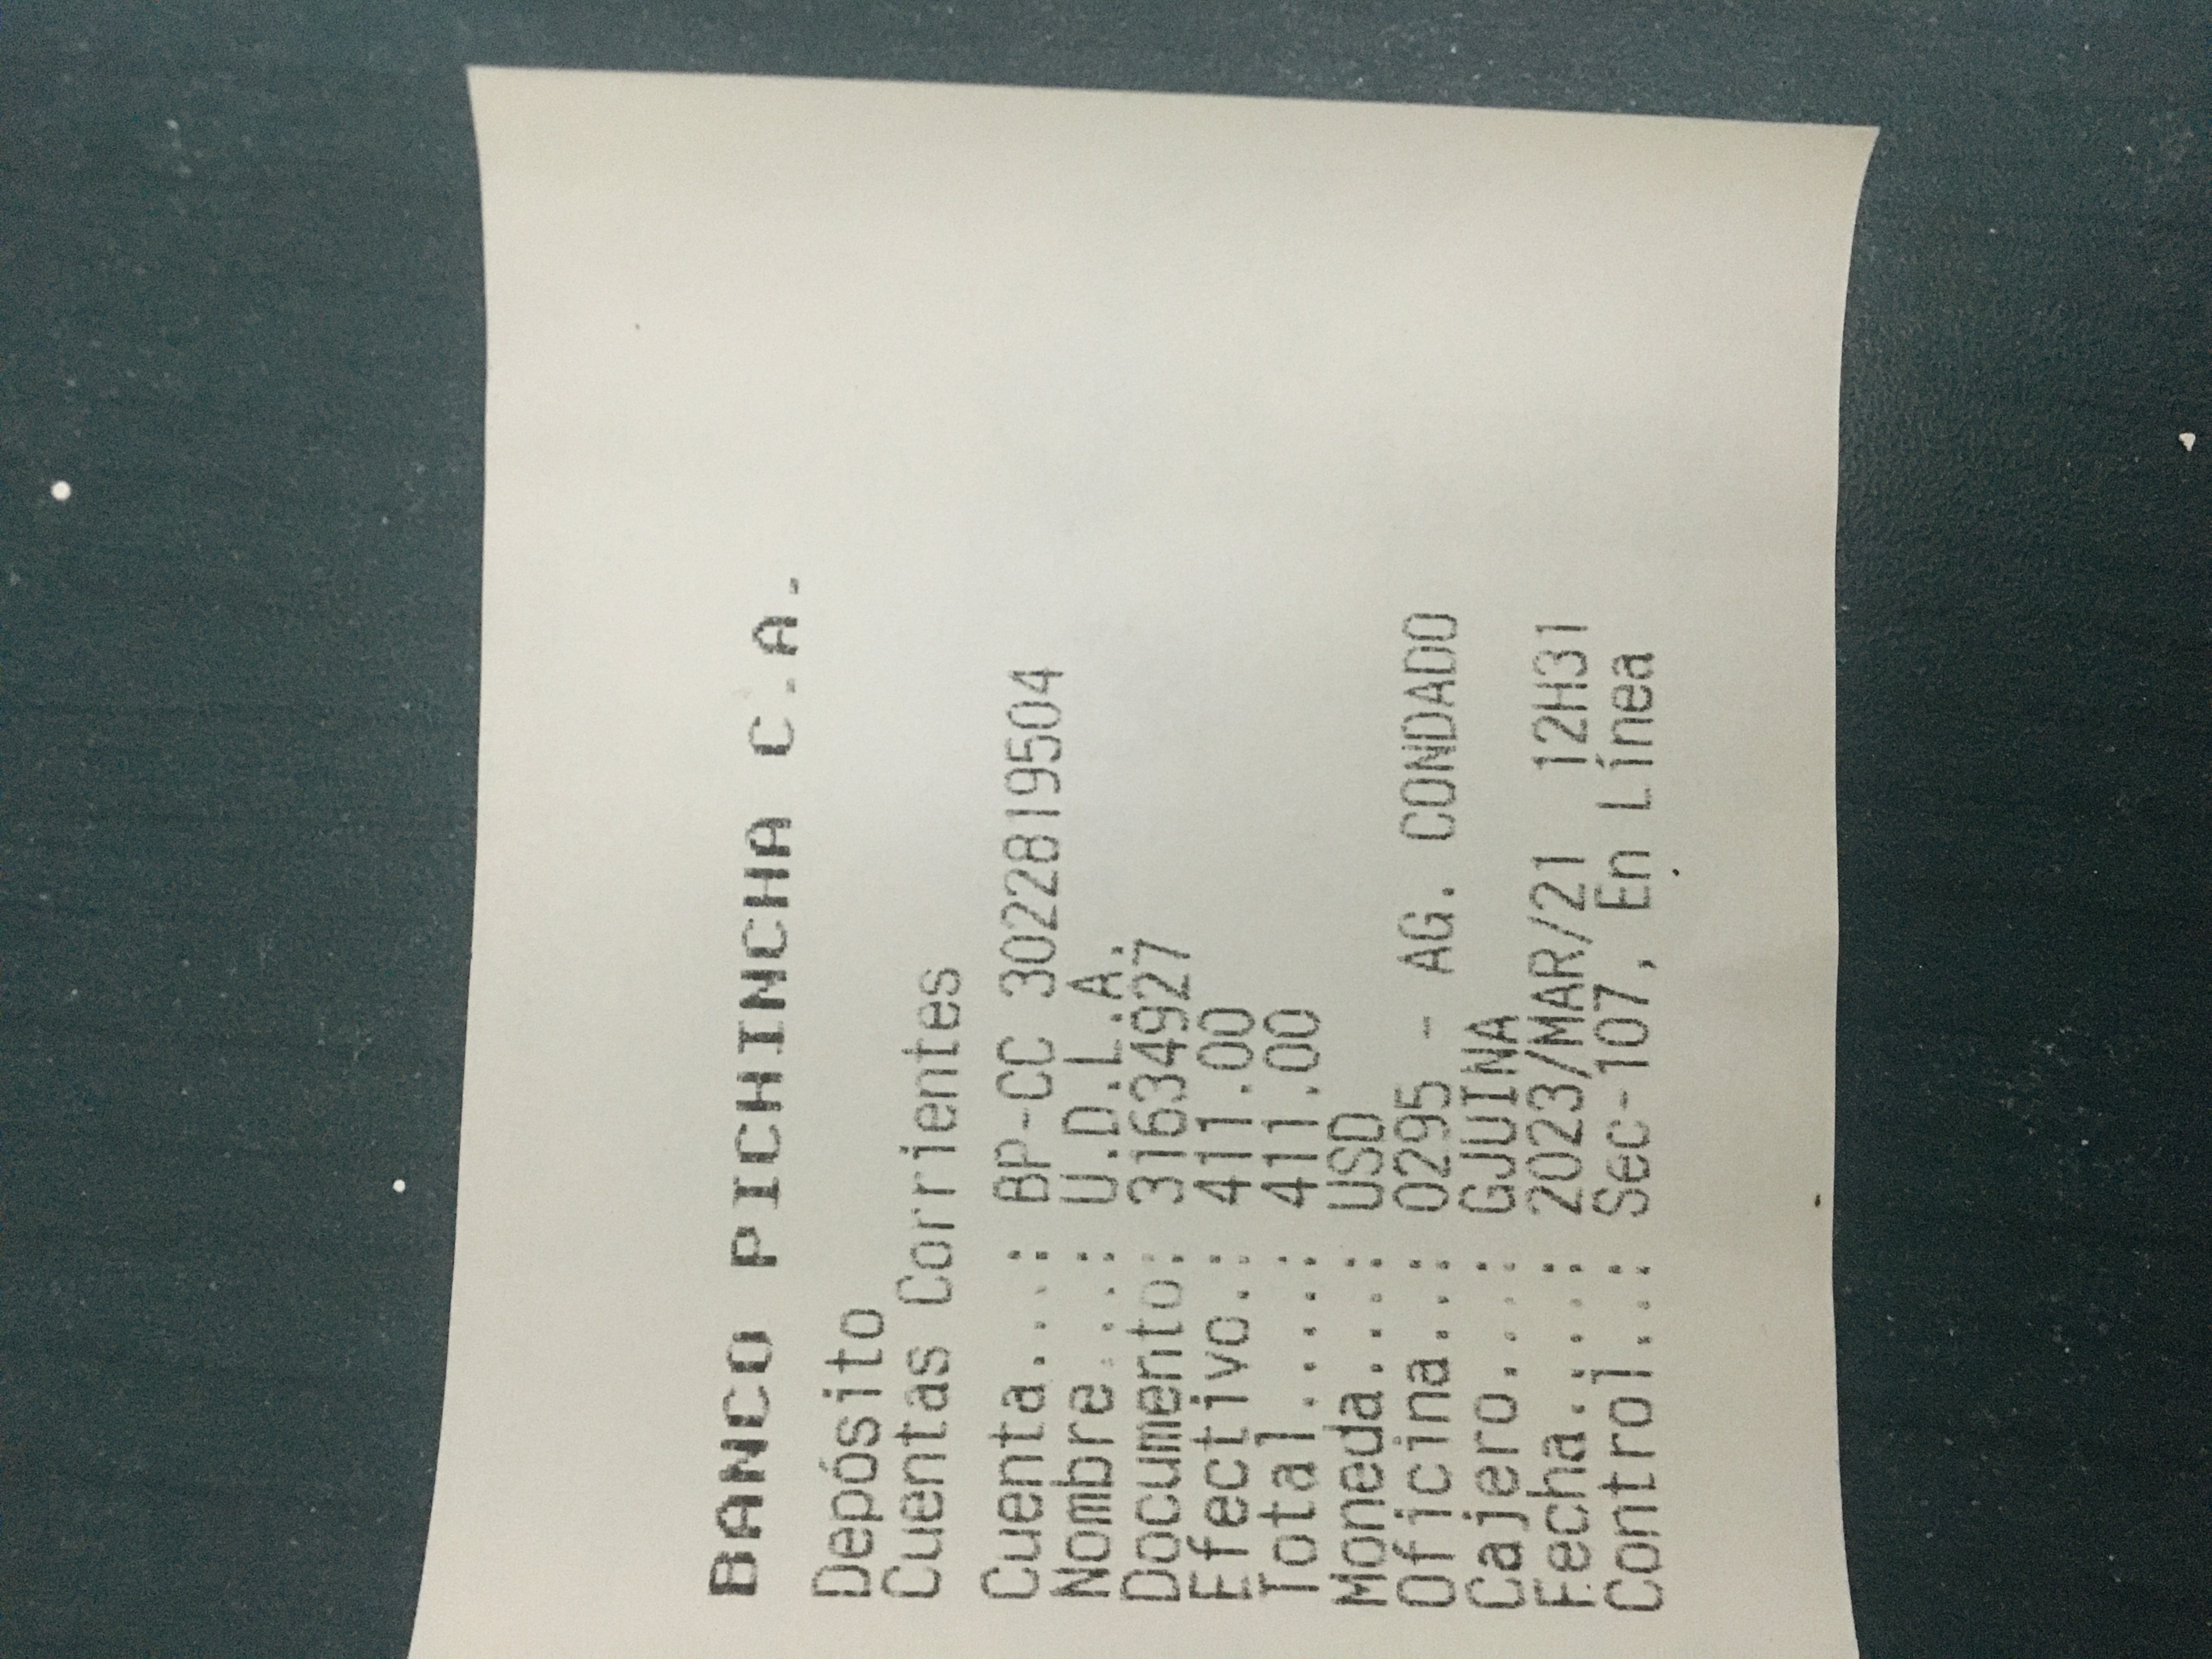 BANCO PICHINCHA C.A.
Depósito
Cuentas Corrientes
Cuenta....: BP-CC 3022819504
Nombre....: U.D.L.A.
Documento.: 3163494927
Efectivo..: 411.00
Total.....: 411.00
Moneda....: USD
Oficina...: 0295 - AG. CONDADO
Cajero....: GJUINA
Fecha.....: 2023/MAR/21 12H31
Control...: Sec-107, En Línea